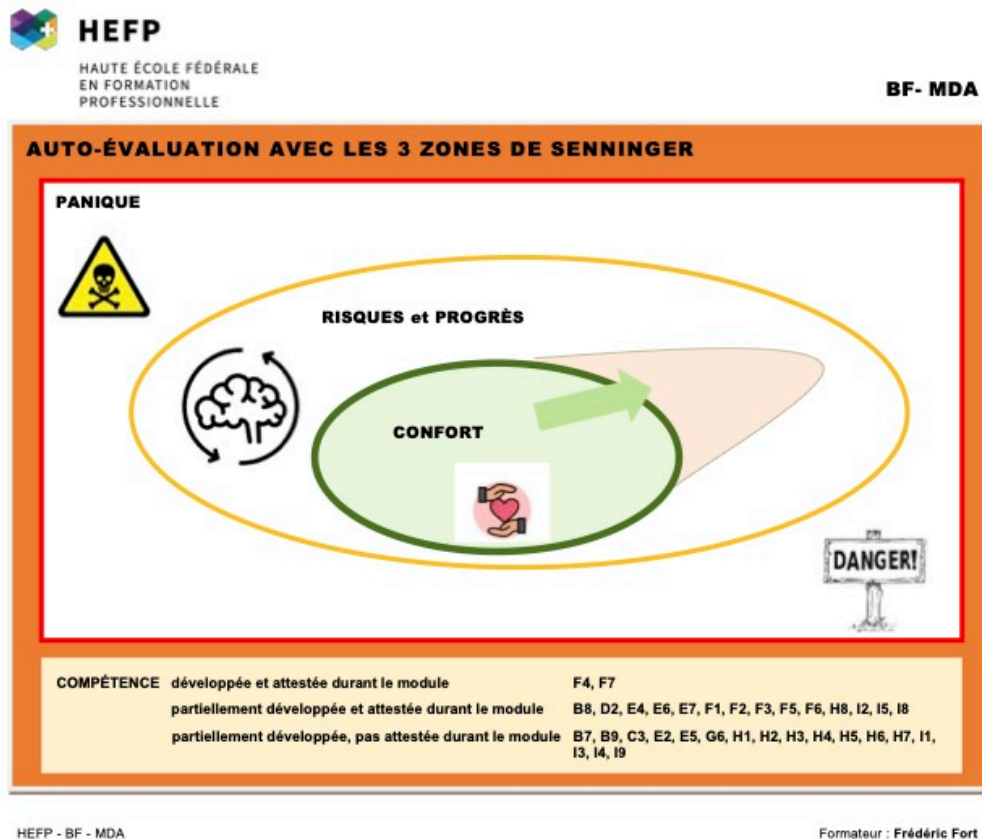 HEFP
HAUTE ÉCOLE FÉDÉRALE
EN FORMATION
PROFESSIONNELLE
BF- MDA
AUTO-ÉVALUATION AVEC LES 3 ZONES DE SENNINGER
PANIQUE
RISQUES et PROGRÈS
CONFORT
DANGER!
COMPÉTENCE développée et attestée durant le module F4, F7
partiellement développée et attestée durant le module B8, D2, E4, E6, E7, F1, F2, F3, F5, F6, H8, I2, I5, I8
partiellement développée, pas attestée durant le module B7, B9, C3, E2, E5, G6, H1, H2, H3, H4, H5, H6, H7, I1,
I3, I4, I9
HEFP - BF - MDA Formateur : Frédéric Fort